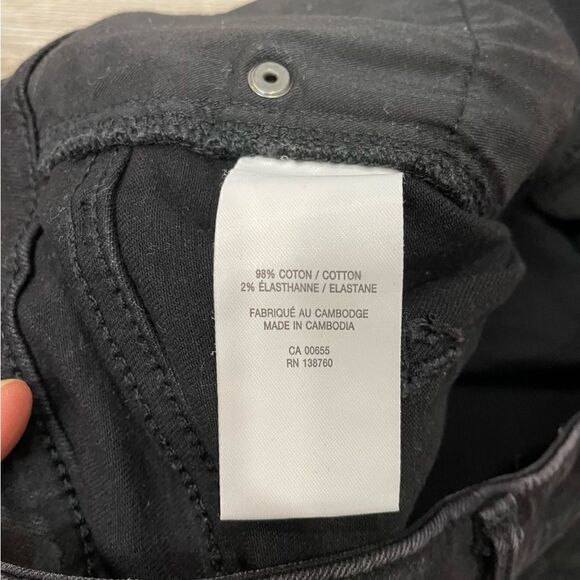 98% COTON / COTTON
2% ÉLASTHANNE / ELASTANE
FABRIQUÉ AU CAMBODGE
MADE IN CAMBODIA
CA 00655
RN 138760